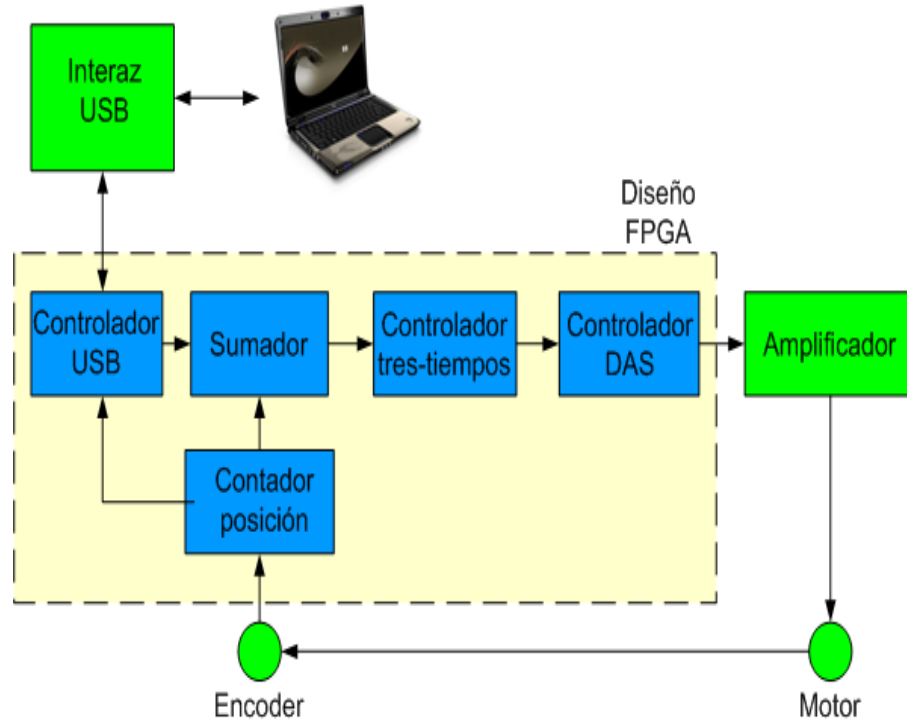 Interaz
USB
Diseño
FPGA
Controlador
USB
Sumador
Controlador
tres-tiempos
Controlador
DAS
Amplificador
Contador
posición
Encoder
Motor